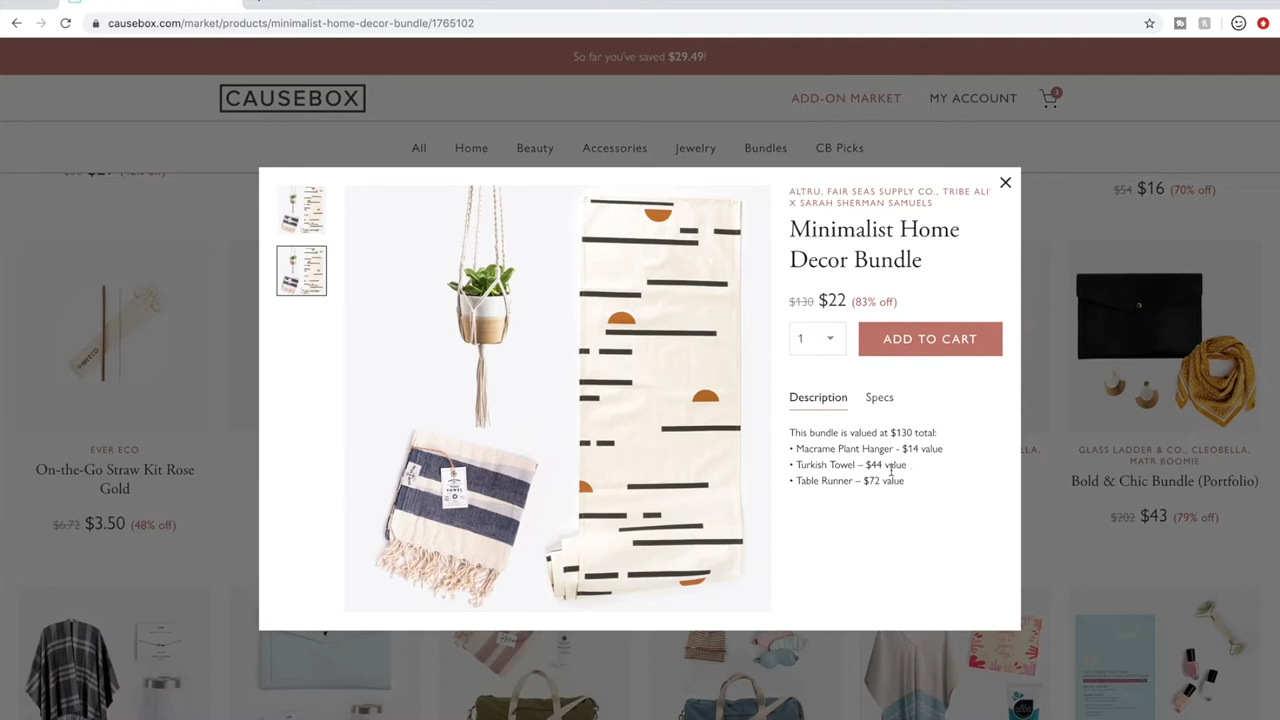 causebox.com/market/products/minimalist-home-decor-bundle/1765102
So far you've saved $29.49!
CAUSEBOX
ADD-ON MARKET
MY ACCOUNT
3
All
Home
Beauty
Accessories
Jewelry
Bundles
CB Picks
$54 $16 (70% off)
ALTRU, FAIR SEAS SUPPLY CO., TRIBE ALI
X SARAH SHERMAN SAMUELS
Minimalist Home
Decor Bundle
$130 $22 (83% off)
1
ADD TO CART
Description
Specs
This bundle is valued at $130 total:
• Macrame Plant Hanger - $14 value
• Turkish Towel – $44 value
• Table Runner – $72 value
TOWEL
EVER ECO
On-the-Go Straw Kit Rose
Gold
$6.72 $3.50 (48% off)
GLASS LADDER & CO., CLEOBELLA,
MATR BOOMIE
Bold & Chic Bundle (Portfolio)
$202 $43 (79% off)